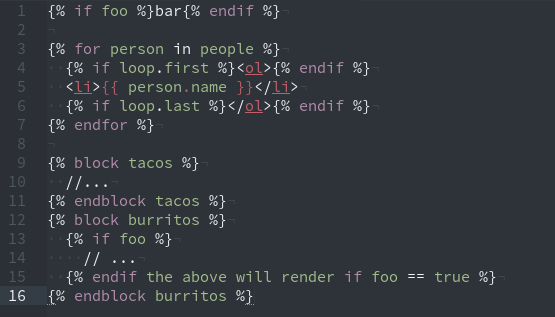 1 {% if foo %}bar{% endif %}¬
2 ¬
3 {% for person in people %}¬
4 ··{% if loop.first %}<ol>{% endif %}¬
5 ··<li>{{ person.name }}</li>¬
6 ··{% if loop.last %}</ol>{% endif %}¬
7 {% endfor %}¬
8 ¬
9 {% block tacos %}¬
10 ··//...¬
11 {% endblock tacos %}¬
12 {% block burritos %}¬
13 ··{% if foo %}¬
14 ····// ...¬
15 ··{% endif the above will render if foo == true %}¬
16 {% endblock burritos %}